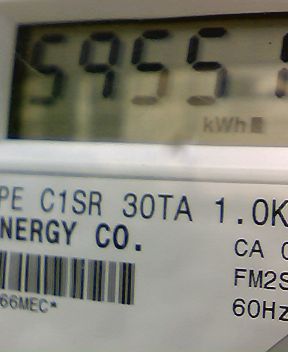 5955
kWh
PE C1SR 30TA 1.0K
NERGY CO.
CA
FM2S
66MEC*
60Hz